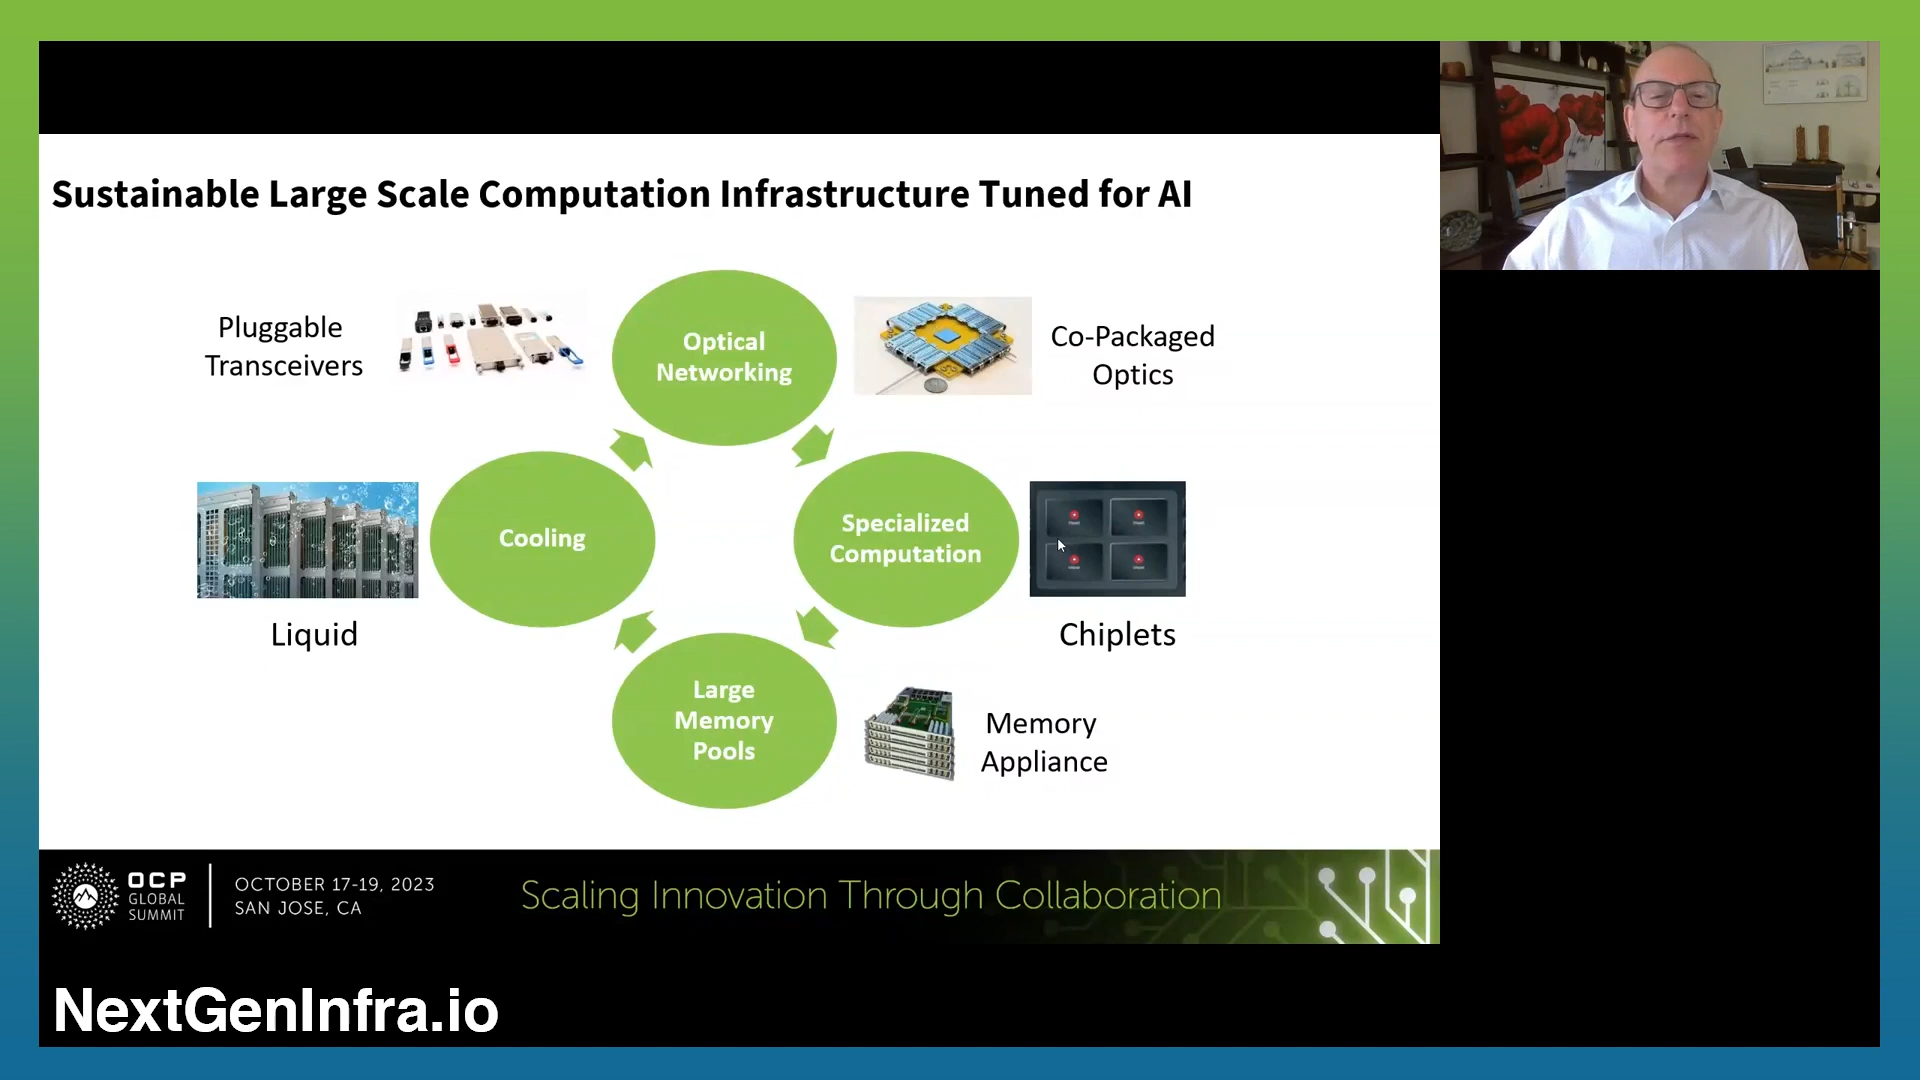 Sustainable Large Scale Computation Infrastructure Tuned for AI
Pluggable
Transceivers
Optical
Networking
Co-Packaged
Optics
Cooling
Specialized
Computation
Liquid
Chiplets
Large
Memory
Pools
Memory
Appliance
OCP
GLOBAL
SUMMIT
OCTOBER 17-19, 2023
SAN JOSE, CA
Scaling Innovation Through Collaboration
NextGenInfra.io